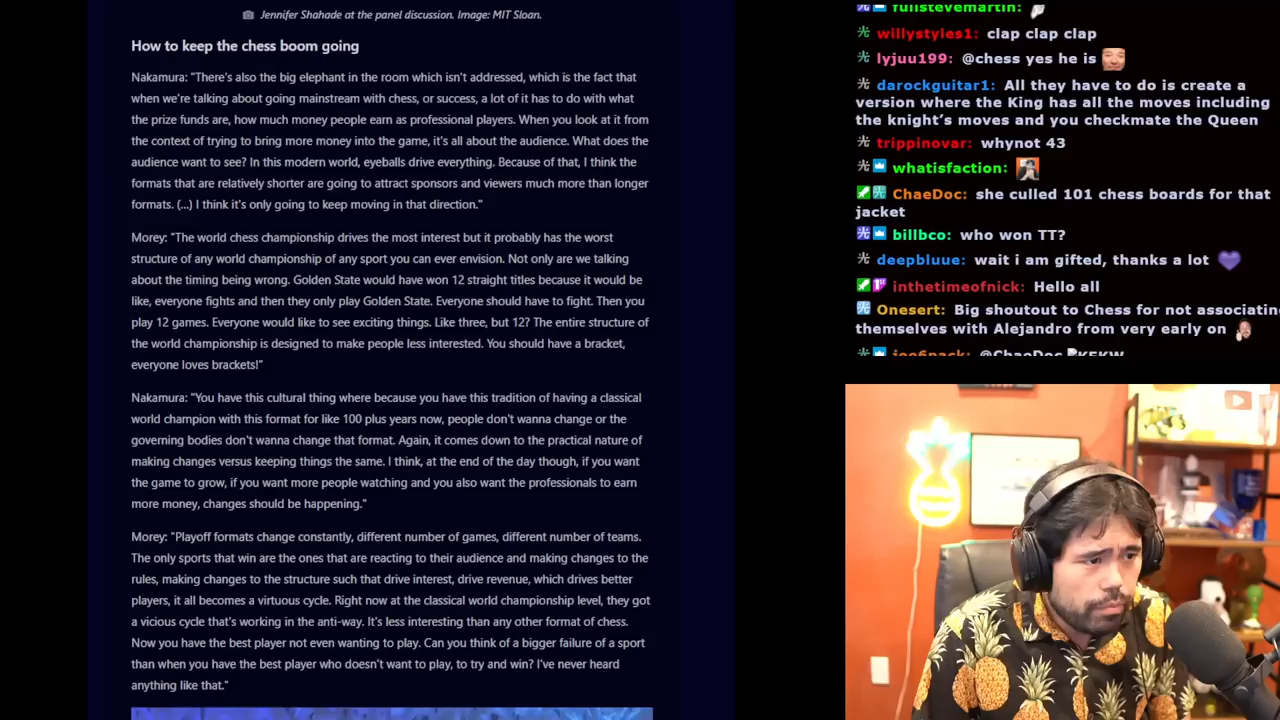 Jennifer Shahade at the panel discussion. Image: MIT Sloan.
How to keep the chess boom going
Nakamura: "There's also the big elephant in the room which isn't addressed, which is the fact that
when we're talking about going mainstream with chess, or success, a lot of it has to do with what
the prize funds are, how much money people earn as professional players. When you look at it from
the context of trying to bring more money into the game, it's all about the audience. What does the
audience want to see? In this modern world, eyeballs drive everything. Because of that, I think the
formats that are relatively shorter are going to attract sponsors and viewers much more than longer
formats. (...) I think it's only going to keep moving in that direction."
Morey: "The world chess championship drives the most interest but it probably has the worst
structure of any world championship of any sport you can ever envision. Not only are we talking
about the timing being wrong. Golden State would have won 12 straight titles because it would be
like, everyone fights and then they only play Golden State. Everyone should have to fight. Then you
play 12 games. Everyone would like to see exciting things. Like three, but 12? The entire structure of
the world championship is designed to make people less interested. You should have a bracket,
everyone loves brackets!"
Nakamura: "You have this cultural thing where because you have this tradition of having a classical
world champion with this format for like 100 plus years now, people don't wanna change or the
governing bodies don't wanna change that format. Again, it comes down to the practical nature of
making changes versus keeping things the same. I think, at the end of the day though, if you want
the game to grow, if you want more people watching and you also want the professionals to earn
more money, changes should be happening."
Morey: "Playoff formats change constantly, different number of games, different number of teams.
The only sports that win are the ones that are reacting to their audience and making changes to the
rules, making changes to the structure such that drive interest, drive revenue, which drives better
players, it all becomes a virtuous cycle. Right now at the classical world championship level, they got
a vicious cycle that's working in the anti-way. It's less interesting than any other format of chess.
Now you have the best player not even wanting to play. Can you think of a bigger failure of a sport
than when you have the best player who doesn't want to play, to try and win? I've never heard
anything like that."
fullstevemartin:
willystyles1: clap clap clap
lyjuu199: @chess yes he is
darockguitar1: All they have to do is create a
version where the King has all the moves including
the knight's moves and you checkmate the Queen
trippinovar: whynot 43
whatisfaction:
ChaeDoc: she culled 101 chess boards for that
jacket
billbco: who won TT?
deepbluue: wait i am gifted, thanks a lot
inthetimeofnick: Hello all
Onesert: Big shoutout to Chess for not associatin
themselves with Alejandro from very early on
joe6pack: @ChaeDoc KEKW